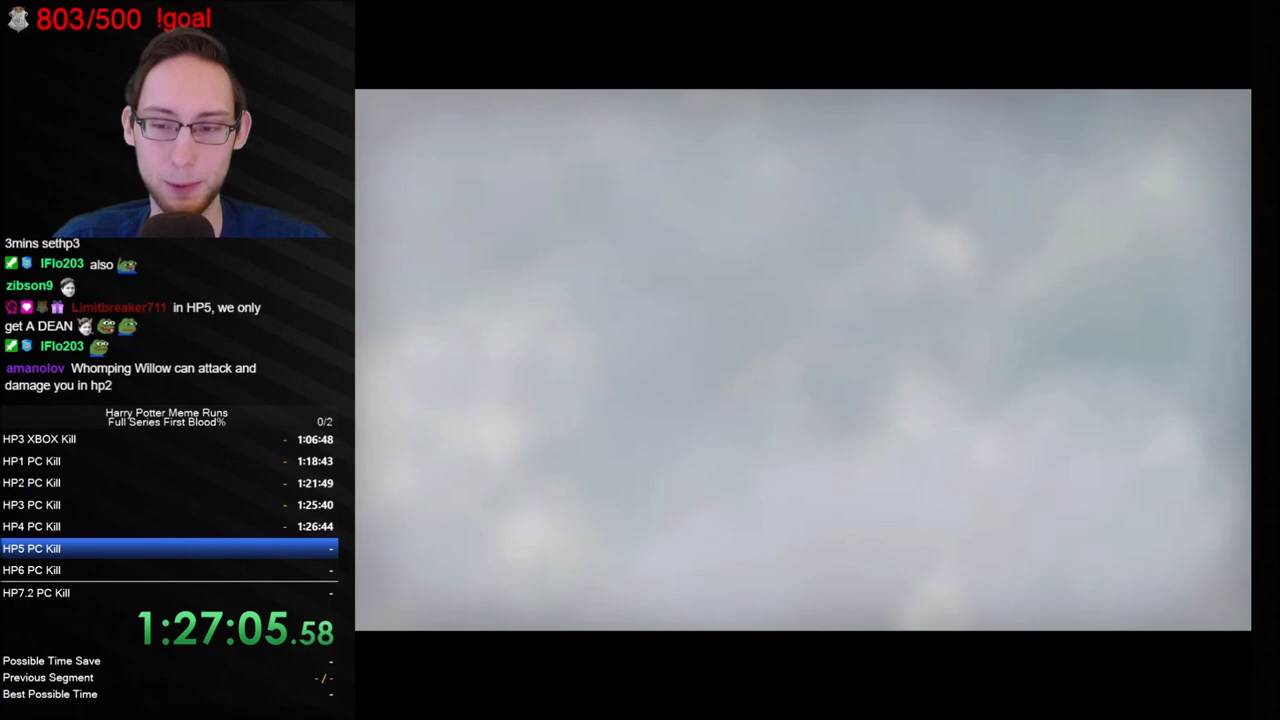 803/500 !goal
3mins sethp3
IFlo203 also
zibson9
Limitbreaker711 in HP5, we only
get A DEAN
IFlo203
amanolov Whomping Willow can attack and
damage you in hp2
Harry Potter Meme Runs
Full Series First Blood% 0/2
HP3 XBOX Kill - 1:06:48
HP1 PC Kill - 1:18:43
HP2 PC Kill - 1:21:49
HP3 PC Kill - 1:25:40
HP4 PC Kill - 1:26:44
HP5 PC Kill -
HP6 PC Kill -
HP7.2 PC Kill -
1:27:05.58
Possible Time Save -
Previous Segment - / -
Best Possible Time -